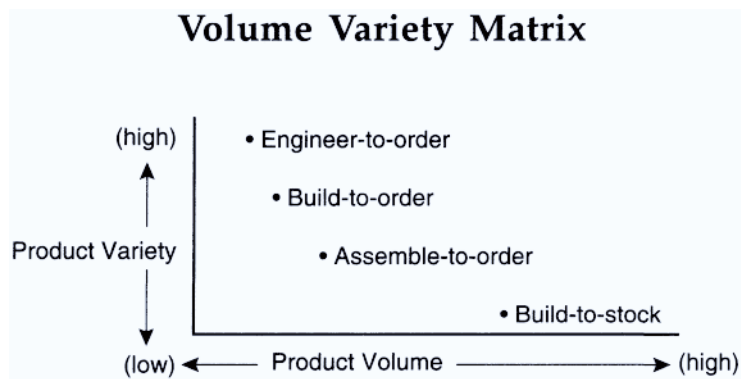 Volume Variety Matrix
(high)
• Engineer-to-order
• Build-to-order
Product Variety
• Assemble-to-order
• Build-to-stock
(low)
Product Volume
(high)